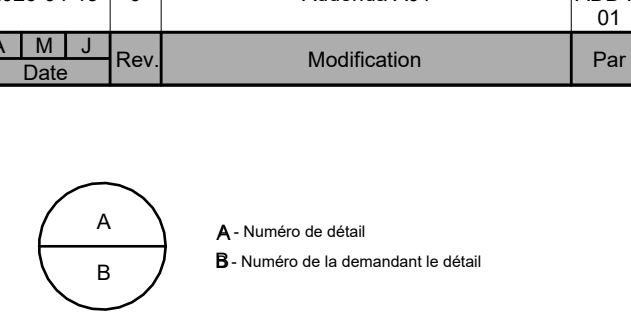 01
A M J
Date
Rev.
Modification
Par
A
B
A - Numéro de détail
B - Numéro de la demandant le détail